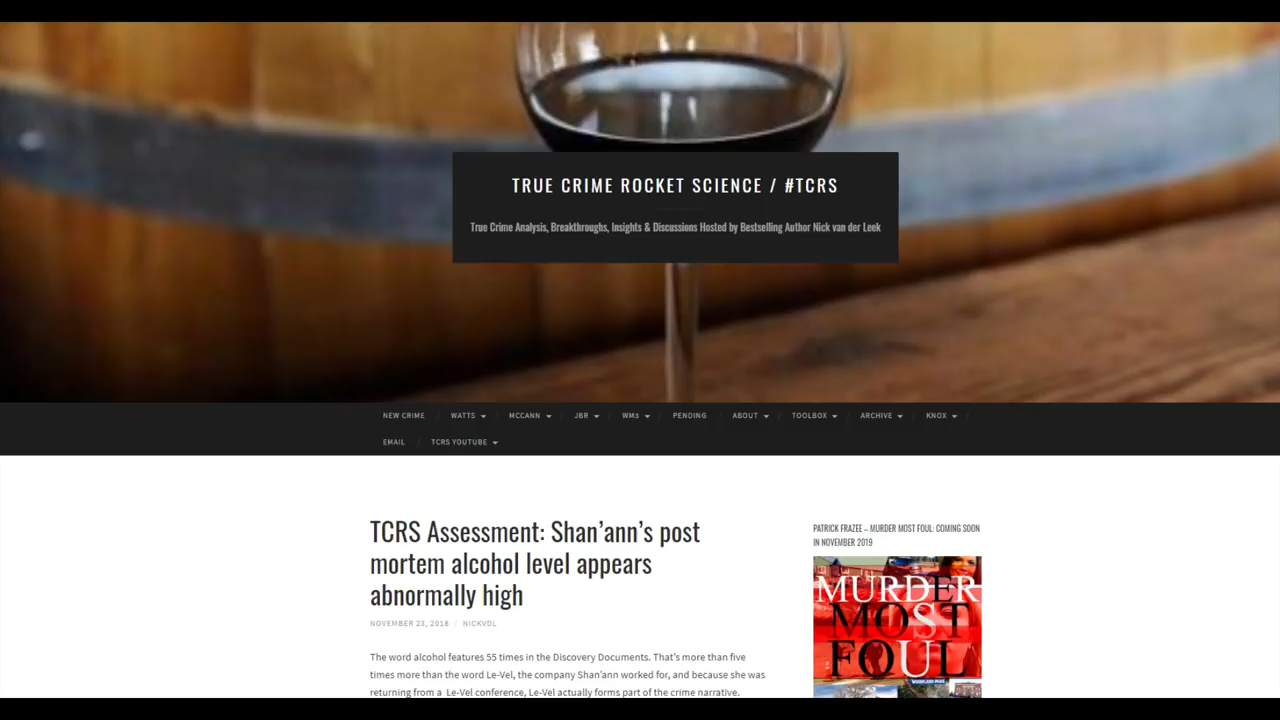 TRUE CRIME ROCKET SCIENCE / #TCRS
True Crime Analysis, Breakthroughs, Insights & Discussions Hosted by Bestselling Author Nick van der Leek
NEW CRIME / WATTS / MCCANN / JBR / WM3 / PENDING / ABOUT / TOOLBOX / ARCHIVE / KNOX /
EMAIL / TCRS YOUTUBE
TCRS Assessment: Shan’ann’s post
mortem alcohol level appears
abnormally high
NOVEMBER 23, 2018 / NICKVDL
The word alcohol features 55 times in the Discovery Documents. That’s more than five
times more than the word Le-Vel, the company Shan’ann worked for, and because she was
returning from a Le-Vel conference, Le-Vel actually forms part of the crime narrative.
PATRICK FRAZEE – MURDER MOST FOUL: COMING SOON
IN NOVEMBER 2019
MURDER
MOST
FOUL